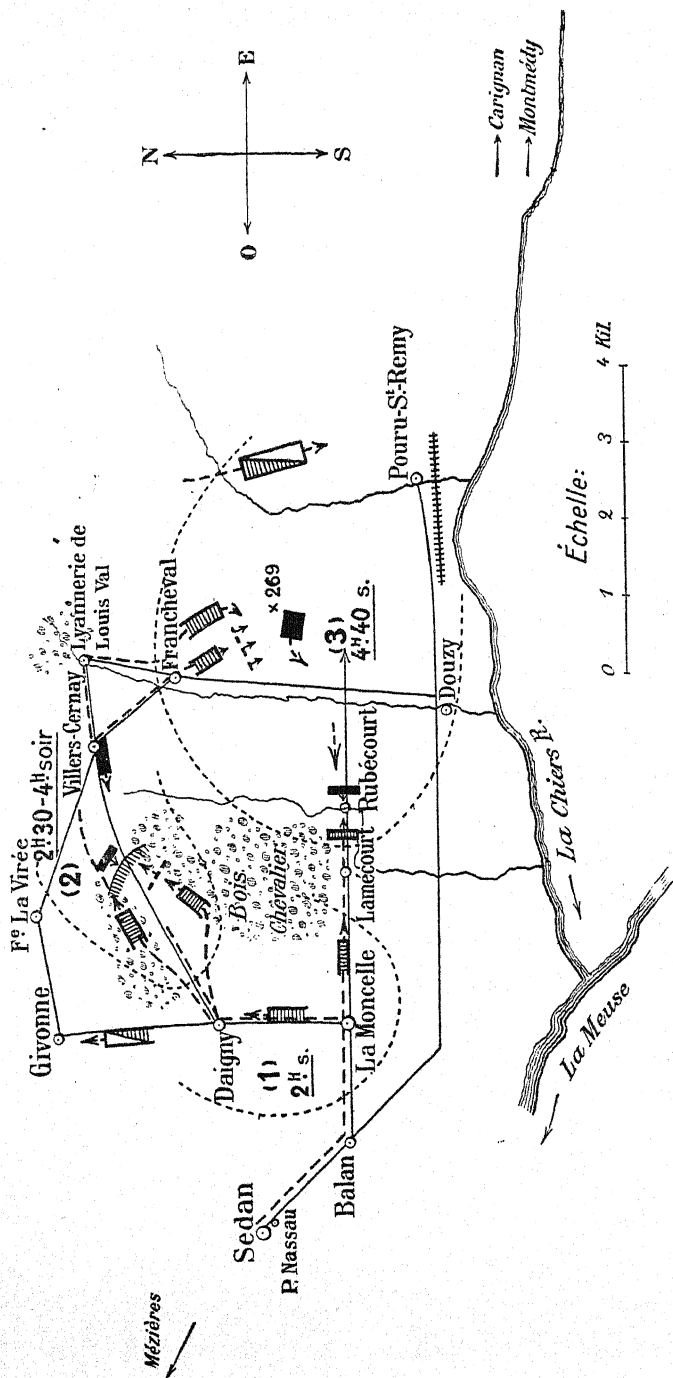 Mézières
Sedan
P. Nassau
Balan
Givonne
Fe La Virée
Daigny
(1)
2H s.
La Moncelle
(2)
2H30-4H soir
Villers-Cernay
Lyannerie de
Louis Val
Francheval
Bois
Chevalier
Lamécourt
Rubécourt
(3)
4H40 s.
× 269
Douzy
Pouru-St-Remy
La Meuse
La Chiers R.
N
O
E
S
Carignan
Montmédy
Échelle:
0 1 2 3 4 Kil.